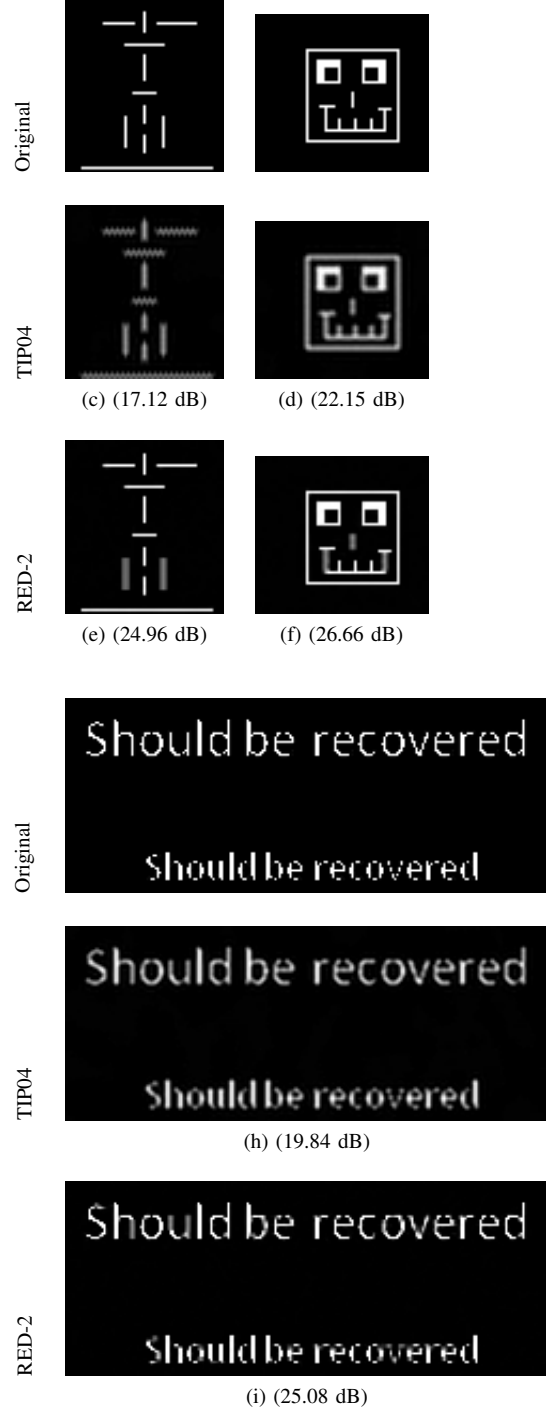 Original
TIP04
(c) (17.12 dB)
(d) (22.15 dB)
RED-2
(e) (24.96 dB)
(f) (26.66 dB)
Original
Should be recovered
Should be recovered
TIP04
Should be recovered
Should be recovered
(h) (19.84 dB)
RED-2
Should be recovered
Should be recovered
(i) (25.08 dB)